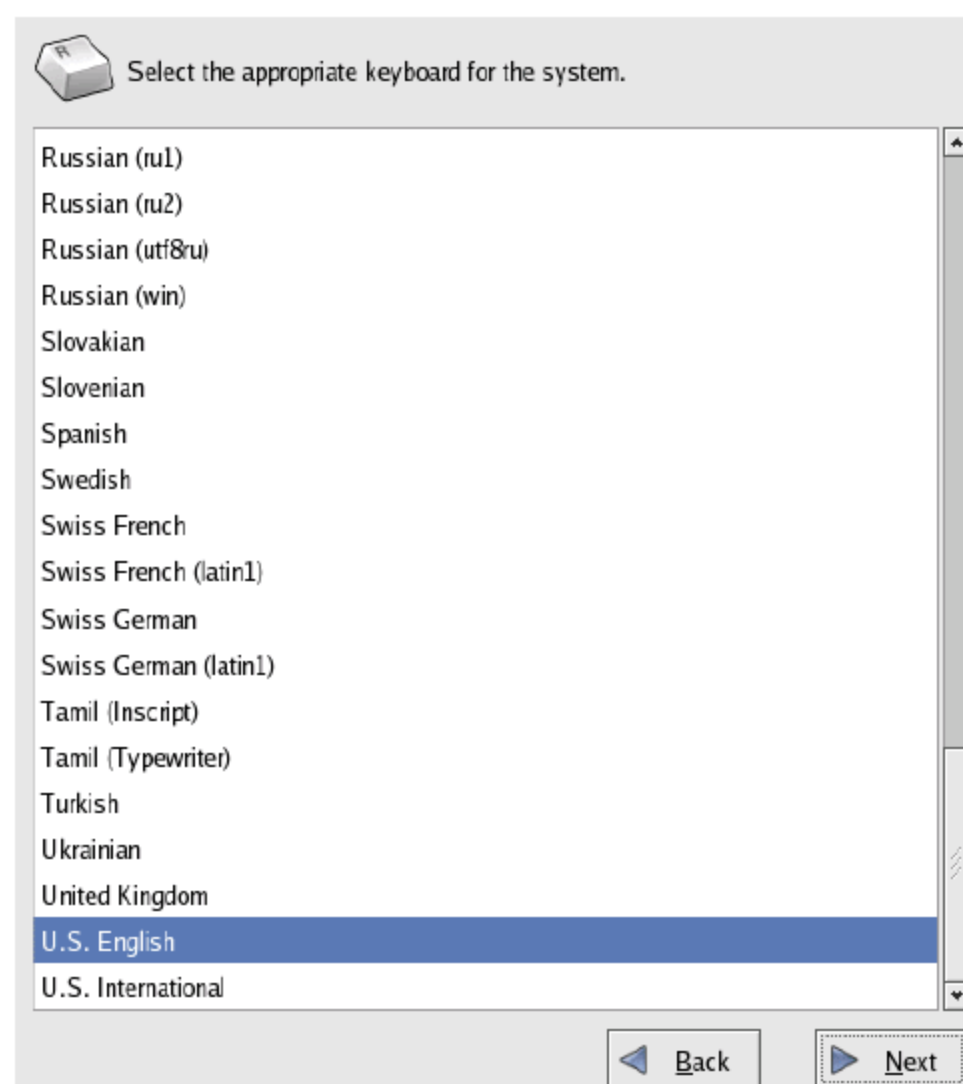 R
Select the appropriate keyboard for the system.
Russian (ru1)
Russian (ru2)
Russian (utf8ru)
Russian (win)
Slovakian
Slovenian
Spanish
Swedish
Swiss French
Swiss French (latin1)
Swiss German
Swiss German (latin1)
Tamil (Inscript)
Tamil (Typewriter)
Turkish
Ukrainian
United Kingdom
U.S. English
U.S. International
Back
Next